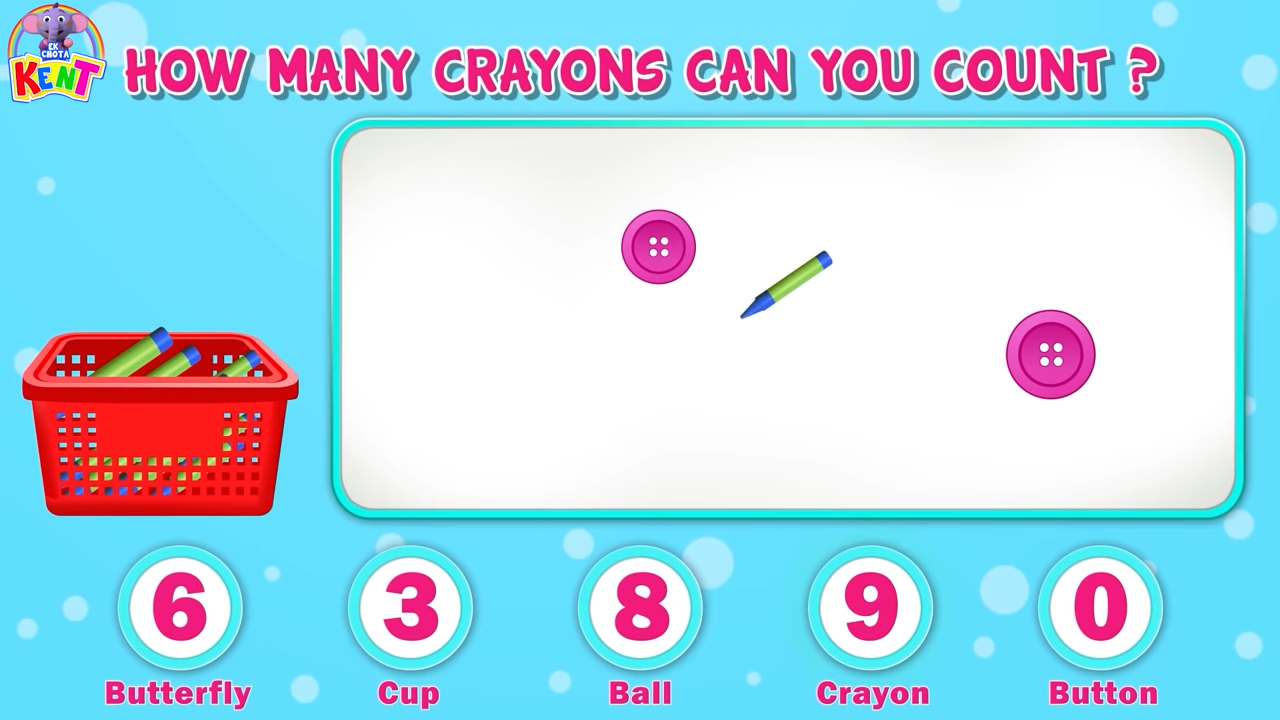 EK
CHOTA
KENT
HOW MANY CRAYONS CAN YOU COUNT ?
6 3 8 9 0
Butterfly Cup Ball Crayon Button